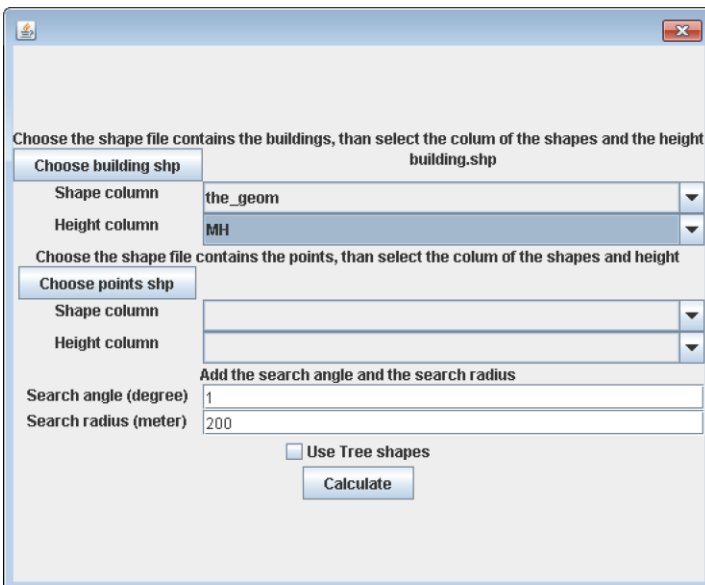 Choose the shape file contains the buildings, than select the colum of the shapes and the height
Choose building shp
building.shp
Shape column
the_geom
Height column
MH
Choose the shape file contains the points, than select the colum of the shapes and height
Choose points shp
Shape column
Height column
Add the search angle and the search radius
Search angle (degree)
1
Search radius (meter)
200
Use Tree shapes
Calculate